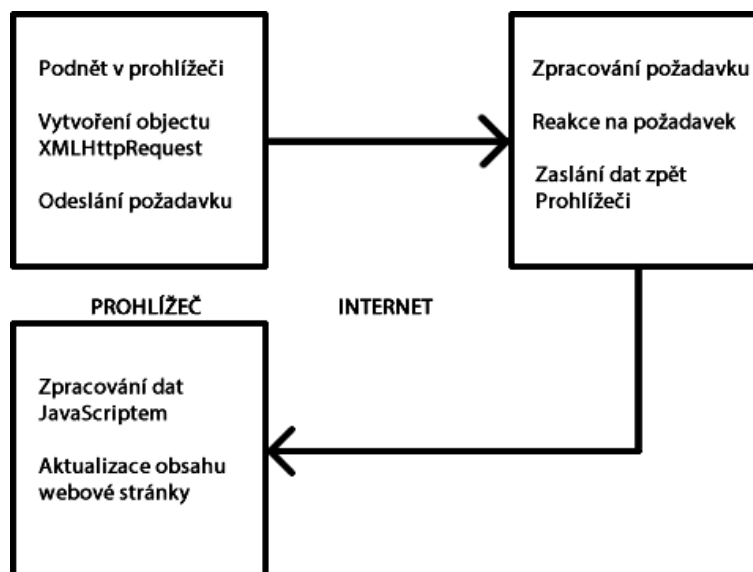 Podnět v prohlížeči
Vytvoření objectu
XMLHttpRequest
Odeslání požadavku
Zpracování požadavku
Reakce na požadavek
Zaslání dat zpět
Prohlížeči
PROHLÍŽEČ
INTERNET
Zpracování dat
JavaScriptem
Aktualizace obsahu
webové stránky